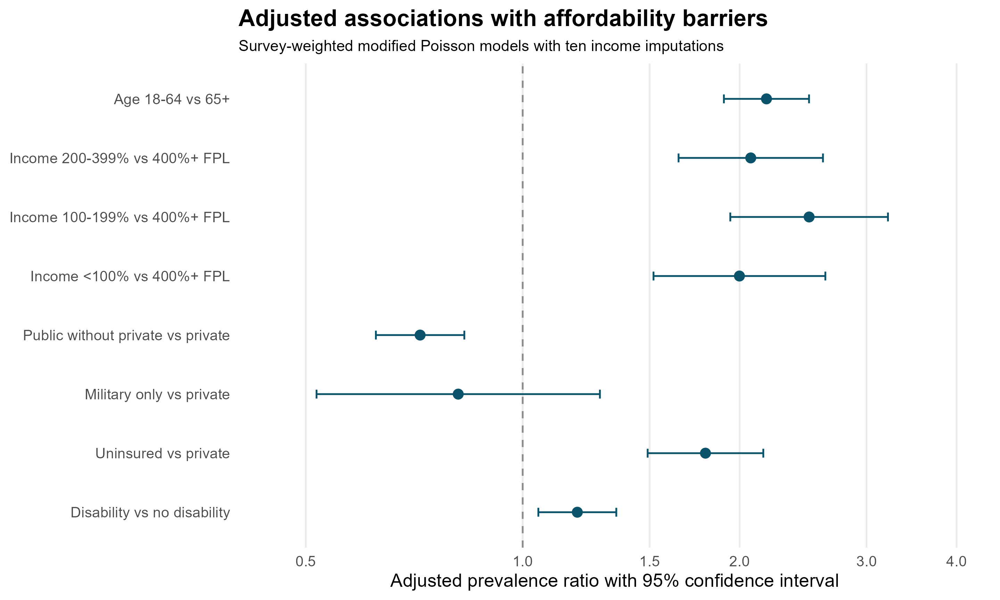 Adjusted associations with affordability barriers
Survey-weighted modified Poisson models with ten income imputations
Age 18-64 vs 65+
Income 200-399% vs 400%+ FPL
Income 100-199% vs 400%+ FPL
Income <100% vs 400%+ FPL
Public without private vs private
Military only vs private
Uninsured vs private
Disability vs no disability
0.5 1.0 1.5 2.0 3.0 4.0
Adjusted prevalence ratio with 95% confidence interval